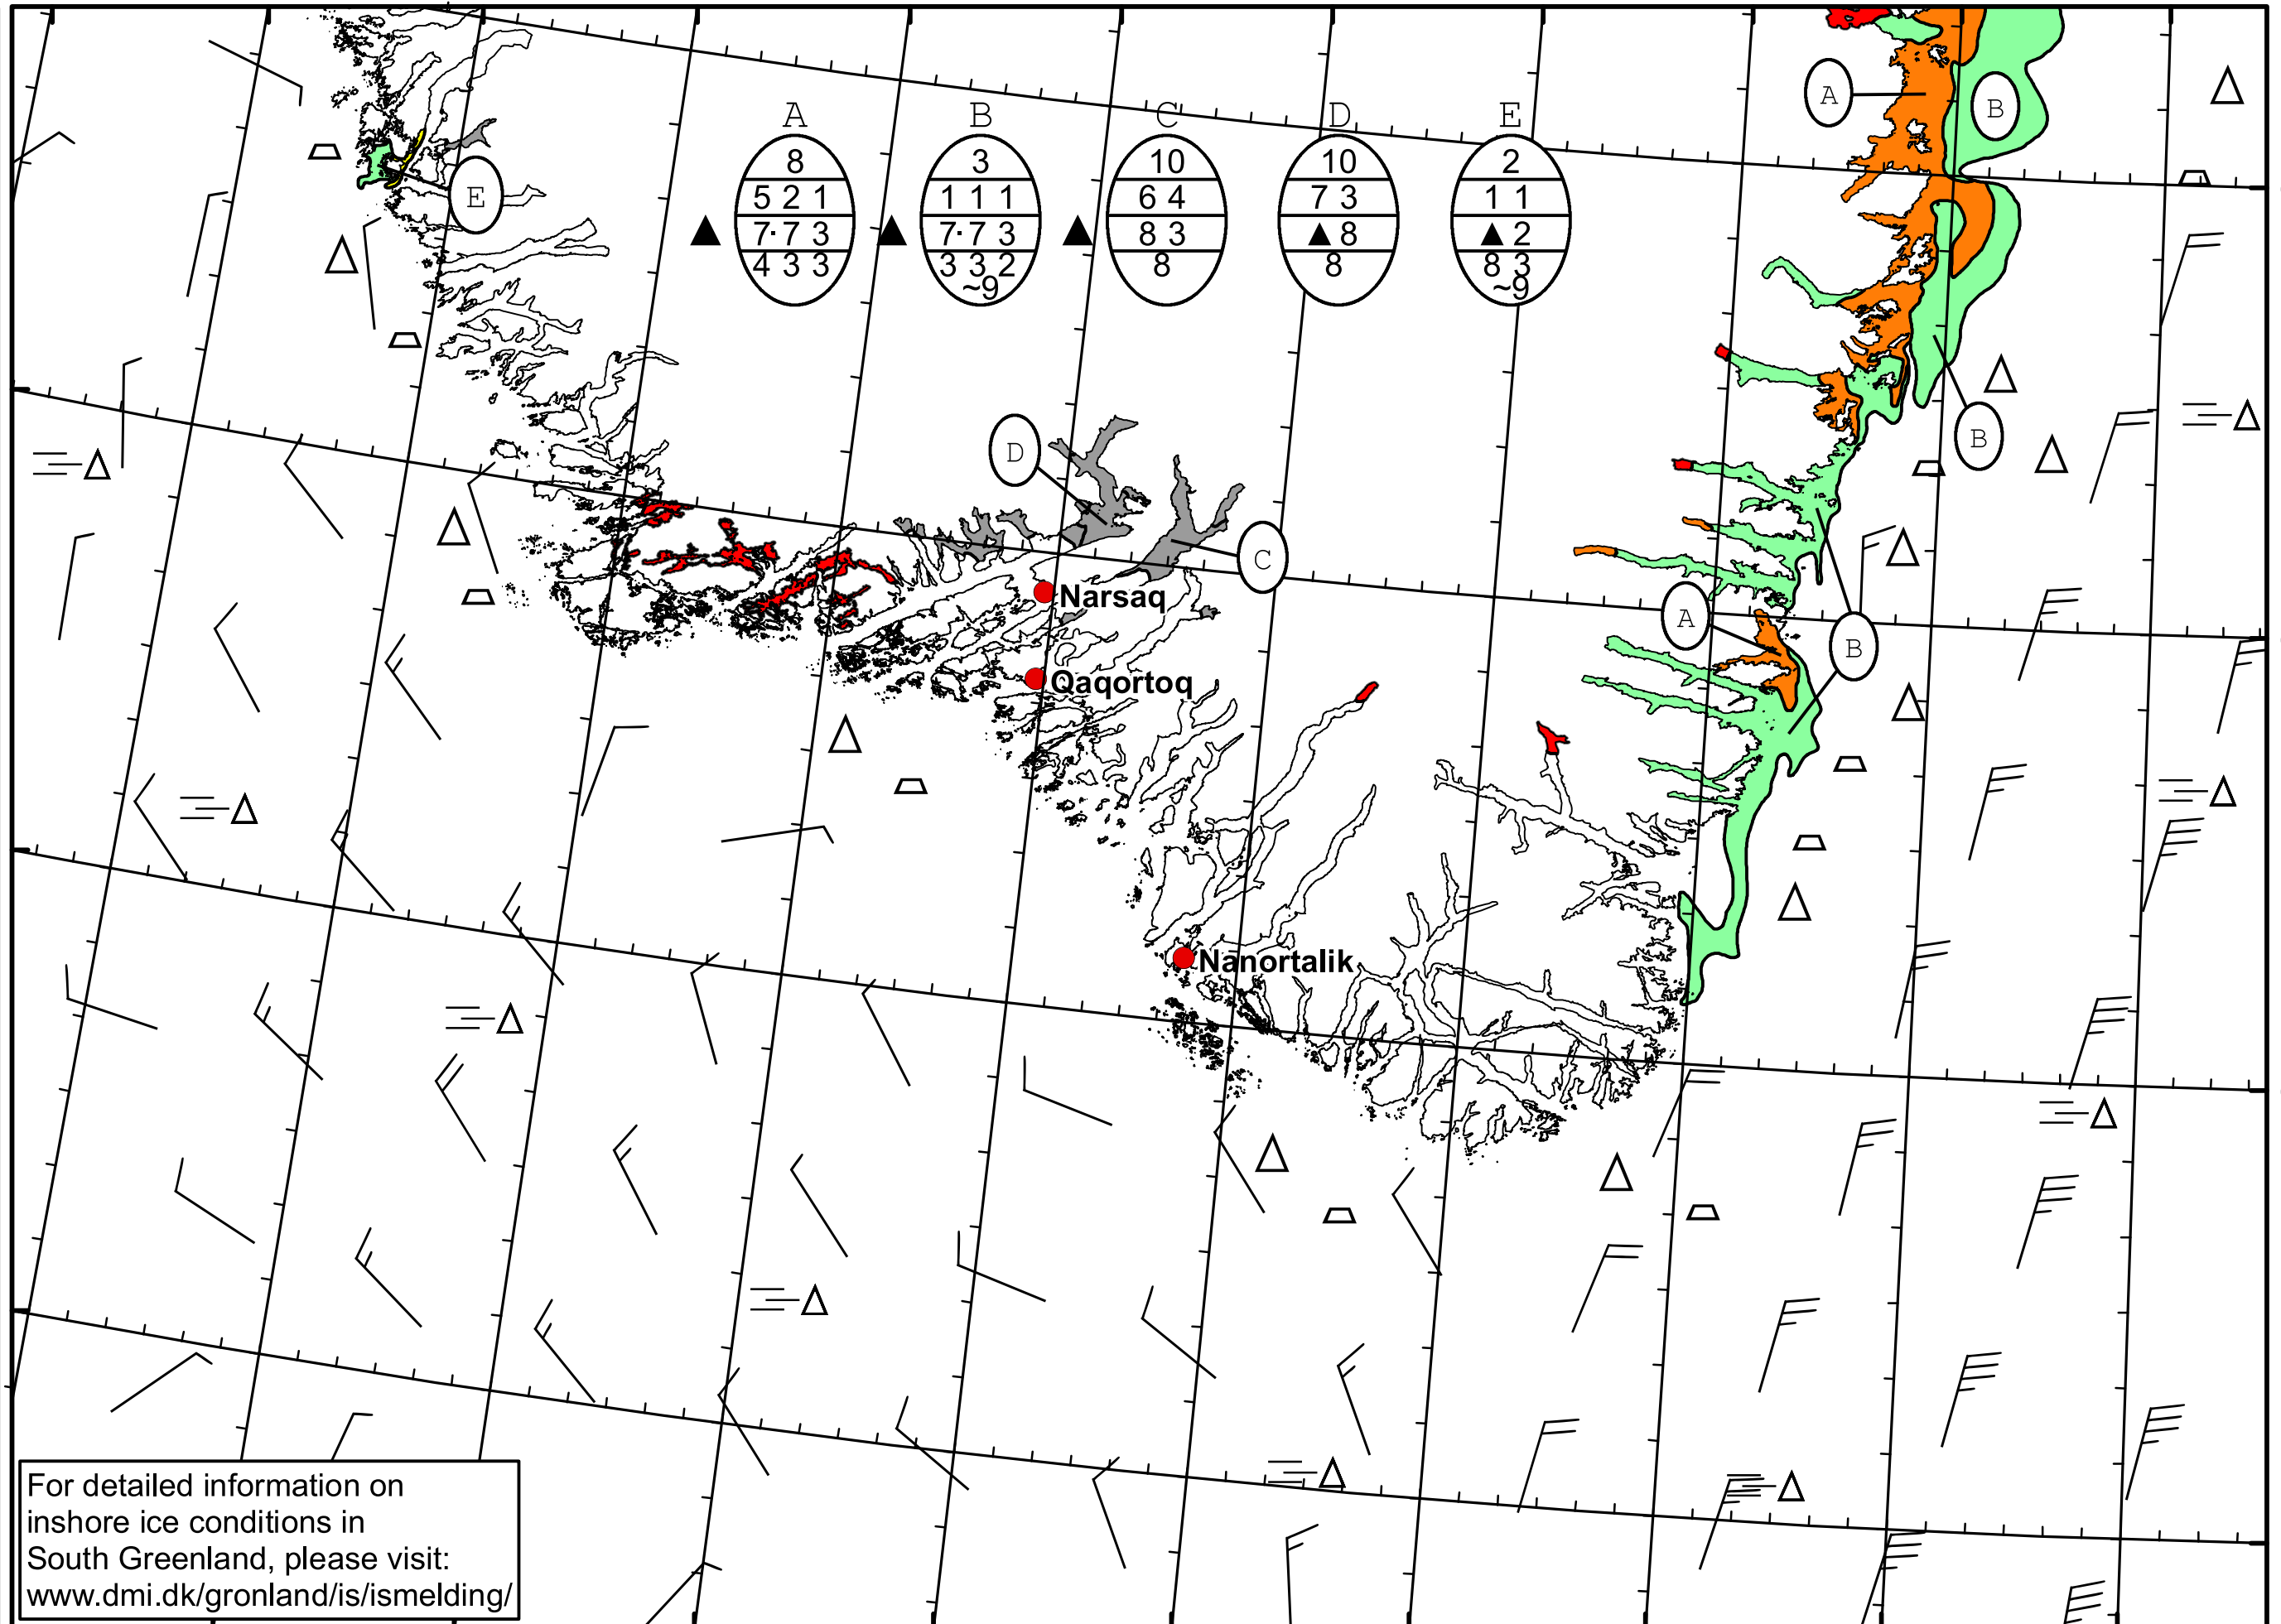 A B C D E
8 3 10 10 2
5 2 1 1 1 1 6 4 7 3 1 1
7· 7 3 7· 7 3 8 3 ▲ 8 ▲ 2
4 3 3 3 3 2 8 8 8 3
~9 ~9
A
B
E
D
B
C
Narsaq
A
B
Qaqortoq
Nanortalik
For detailed information on
inshore ice conditions in
South Greenland, please visit:
www.dmi.dk/gronland/is/ismelding/